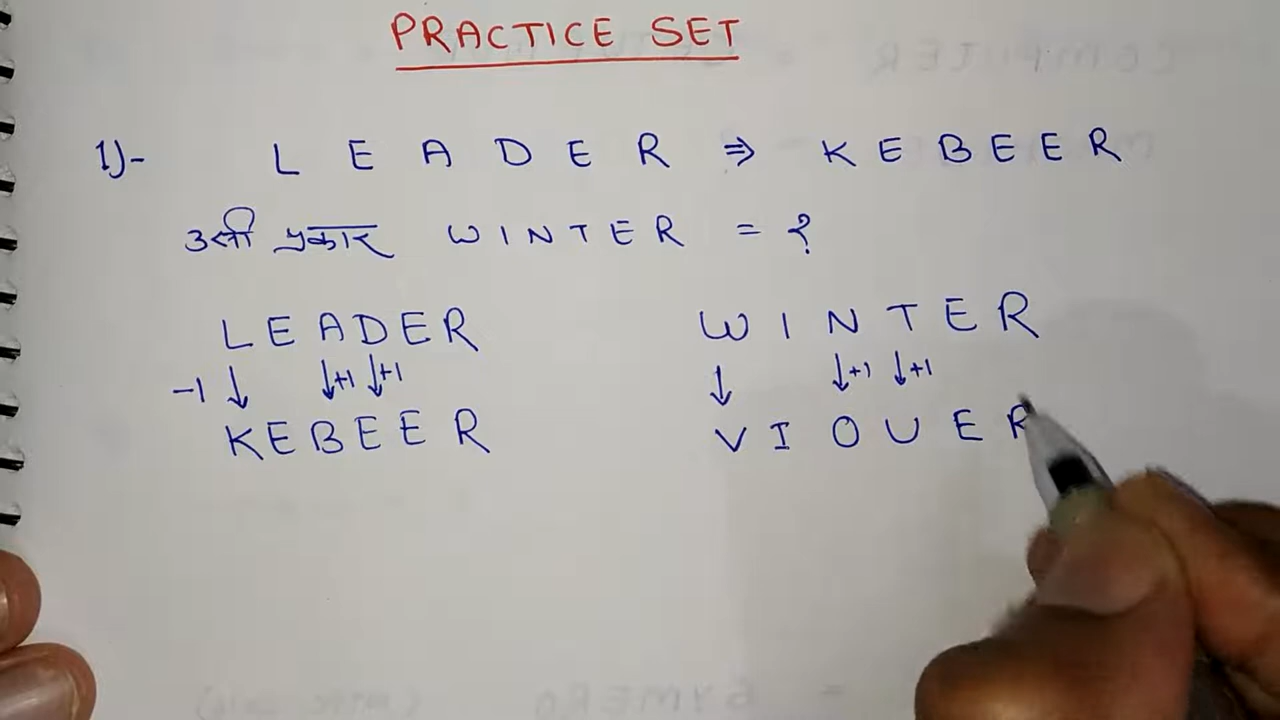 PRACTICE SET
1)- L E A D E R ⇒ K E B E E R
उसी प्रकार W I N T E R = ?
L E A D E R W I N T E R
-1 ↓ ↓+1 ↓+1 ↓ ↓+1 ↓+1
K E B E E R V I O U E R